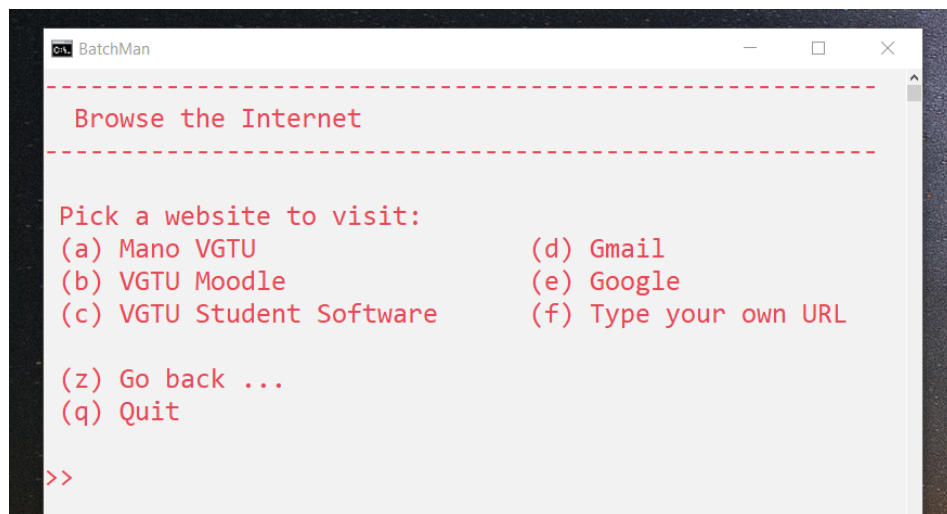 BatchMan
-------------------------------------------------------
Browse the Internet
-------------------------------------------------------
Pick a website to visit:
(a) Mano VGTU (d) Gmail
(b) VGTU Moodle (e) Google
(c) VGTU Student Software (f) Type your own URL
(z) Go back ...
(q) Quit
>>